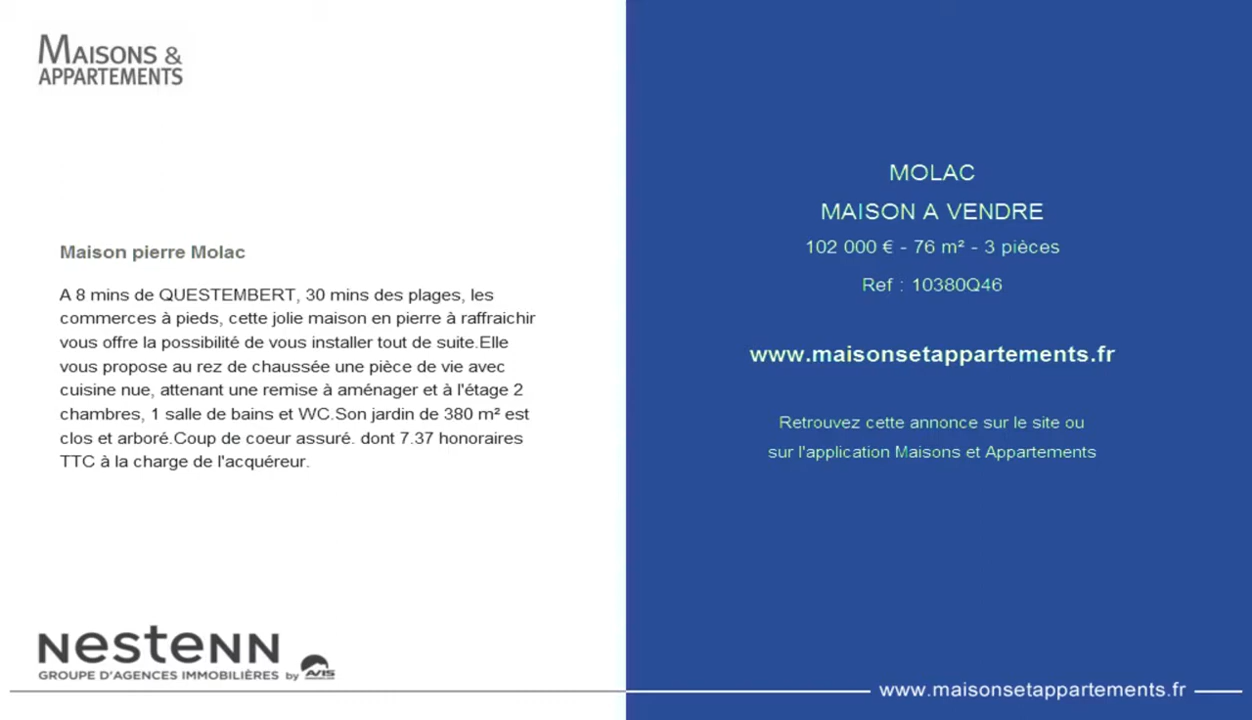 MAISONS &
APPARTEMENTS
Maison pierre Molac
A 8 mins de QUESTEMBERT, 30 mins des plages, les
commerces à pieds, cette jolie maison en pierre à raffraichir
vous offre la possibilité de vous installer tout de suite.Elle
vous propose au rez de chaussée une pièce de vie avec
cuisine nue, attenant une remise à aménager et à l'étage 2
chambres, 1 salle de bains et WC.Son jardin de 380 m² est
clos et arboré.Coup de coeur assuré. dont 7.37 honoraires
TTC à la charge de l'acquéreur.
Nestenn
GROUPE D'AGENCES IMMOBILIÈRES by AVIS
MOLAC
MAISON A VENDRE
102 000 € - 76 m² - 3 pièces
Ref : 10380Q46
www.maisonsetappartements.fr
Retrouvez cette annonce sur le site ou
sur l'application Maisons et Appartements
www.maisonsetappartements.fr